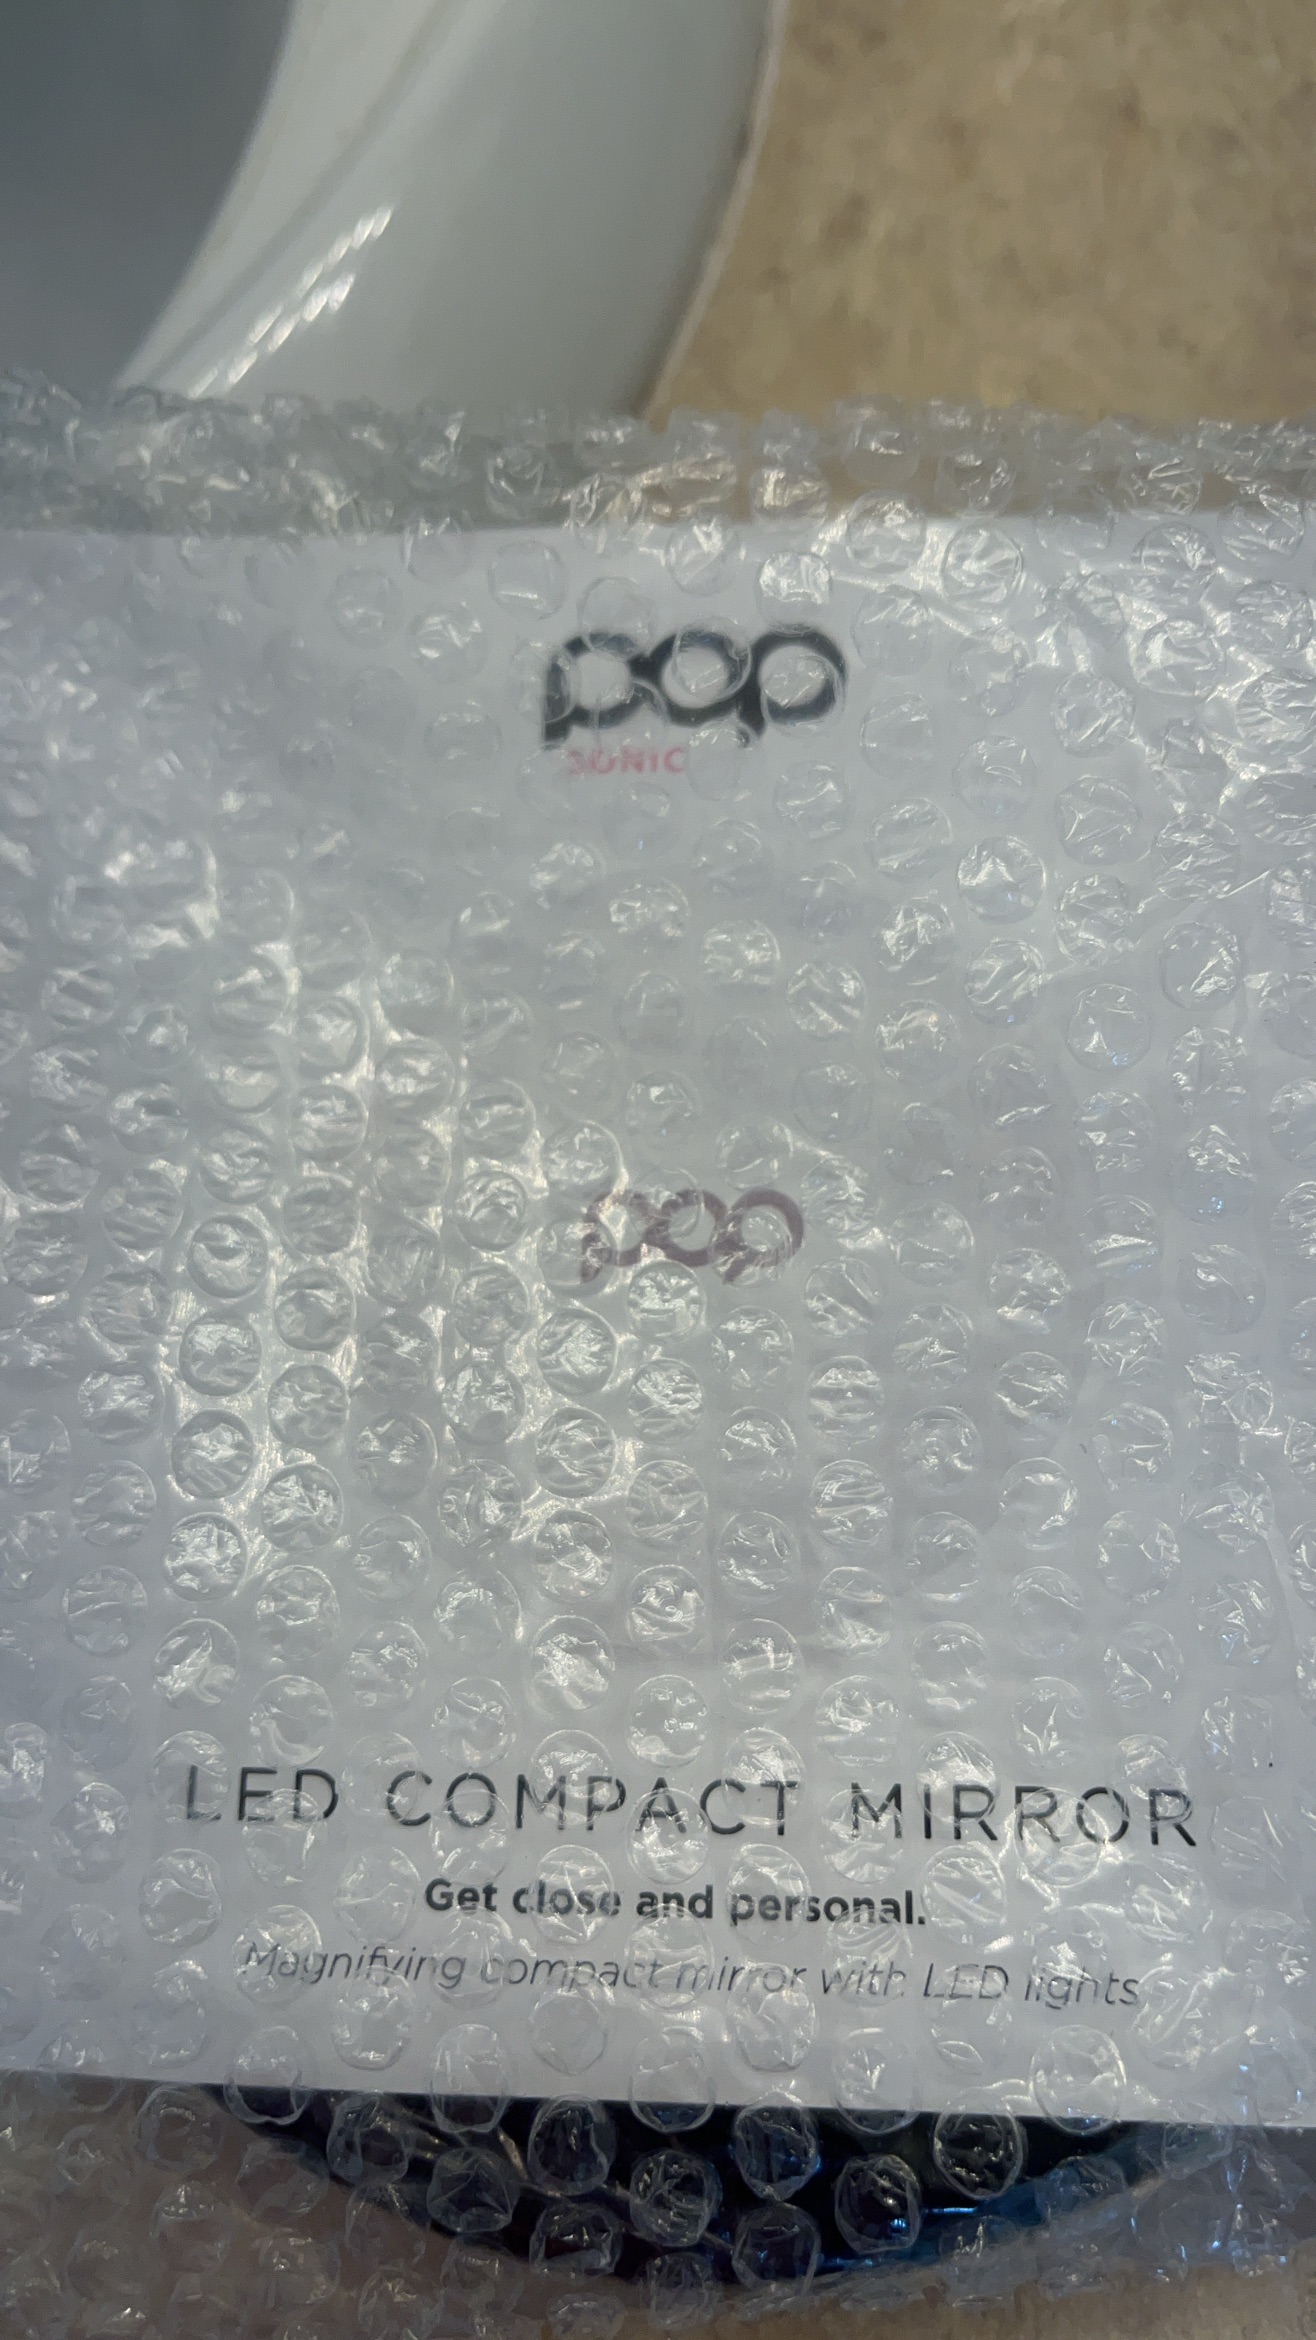 pop
SONIC
pop
LED COMPACT MIRROR
Get close and personal.
Magnifying compact mirror with LED lights